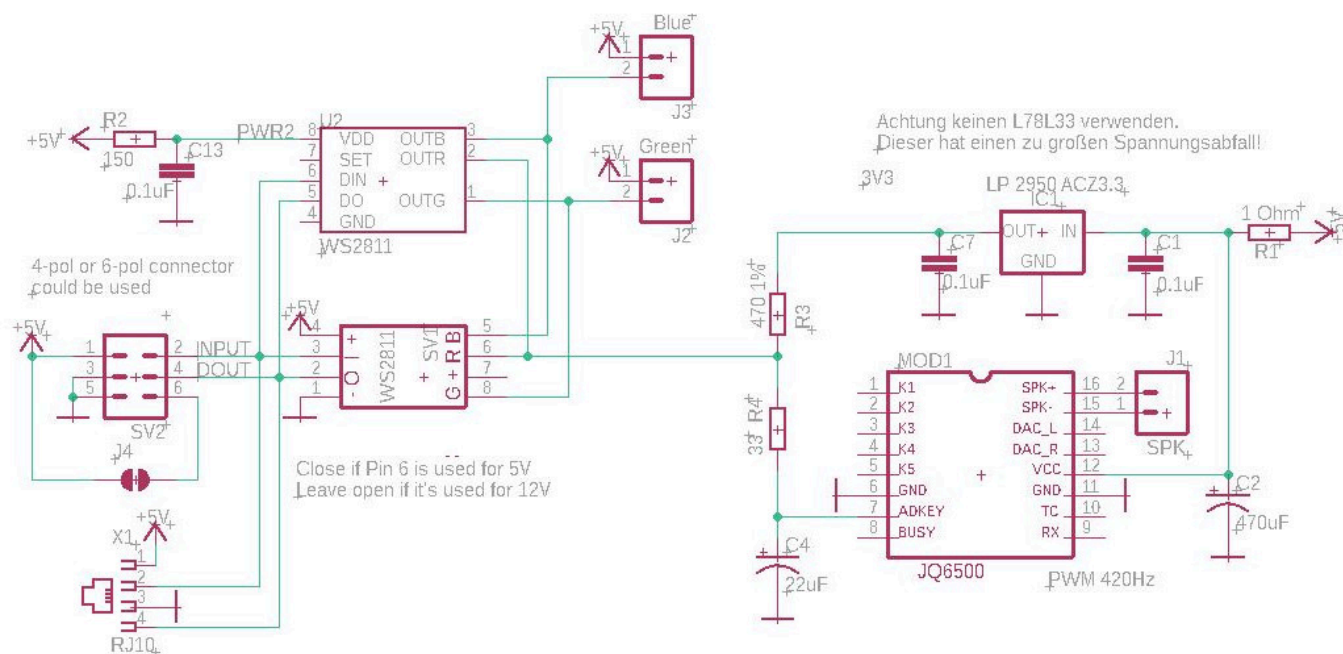 Blue
+5V
1
2
J3
Green
+5V
1
2
J2
R2
+5V
150
C13
0.1uF
PWR2
U2
8 VDD OUTB 3
7 SET OUTR 2
6 DIN
5 DO OUTG 1
4 GND
WS2811
Achtung keinen L78L33 verwenden.
Dieser hat einen zu großen Spannungsabfall!
3V3
LP 2950 ACZ3.3
IC1
OUT IN
GND
C7
0.1uF
C1
0.1uF
1 Ohm
R1
+5V
470 1%
R3
33
R4
4-pol or 6-pol connector
could be used
+5V
1 2 INPUT
3 4 DOUT
5 6
SV2
J4
+5V
4 + B 5
3 I R 6
2 O + 7
1 - G 8
WS2811
SV1
Close if Pin 6 is used for 5V
Leave open if it's used for 12V
+5V
X1
1
2
3
4
RJ10
MOD1
1 K1 SPK+ 16
2 K2 SPK- 15
3 K3 DAC_L 14
4 K4 DAC_R 13
5 K5 VCC 12
6 GND GND 11
7 ADKEY TC 10
8 BUSY RX 9
JQ6500
PWM 420Hz
J1
2
1
SPK
C2
470uF
C4
22uF